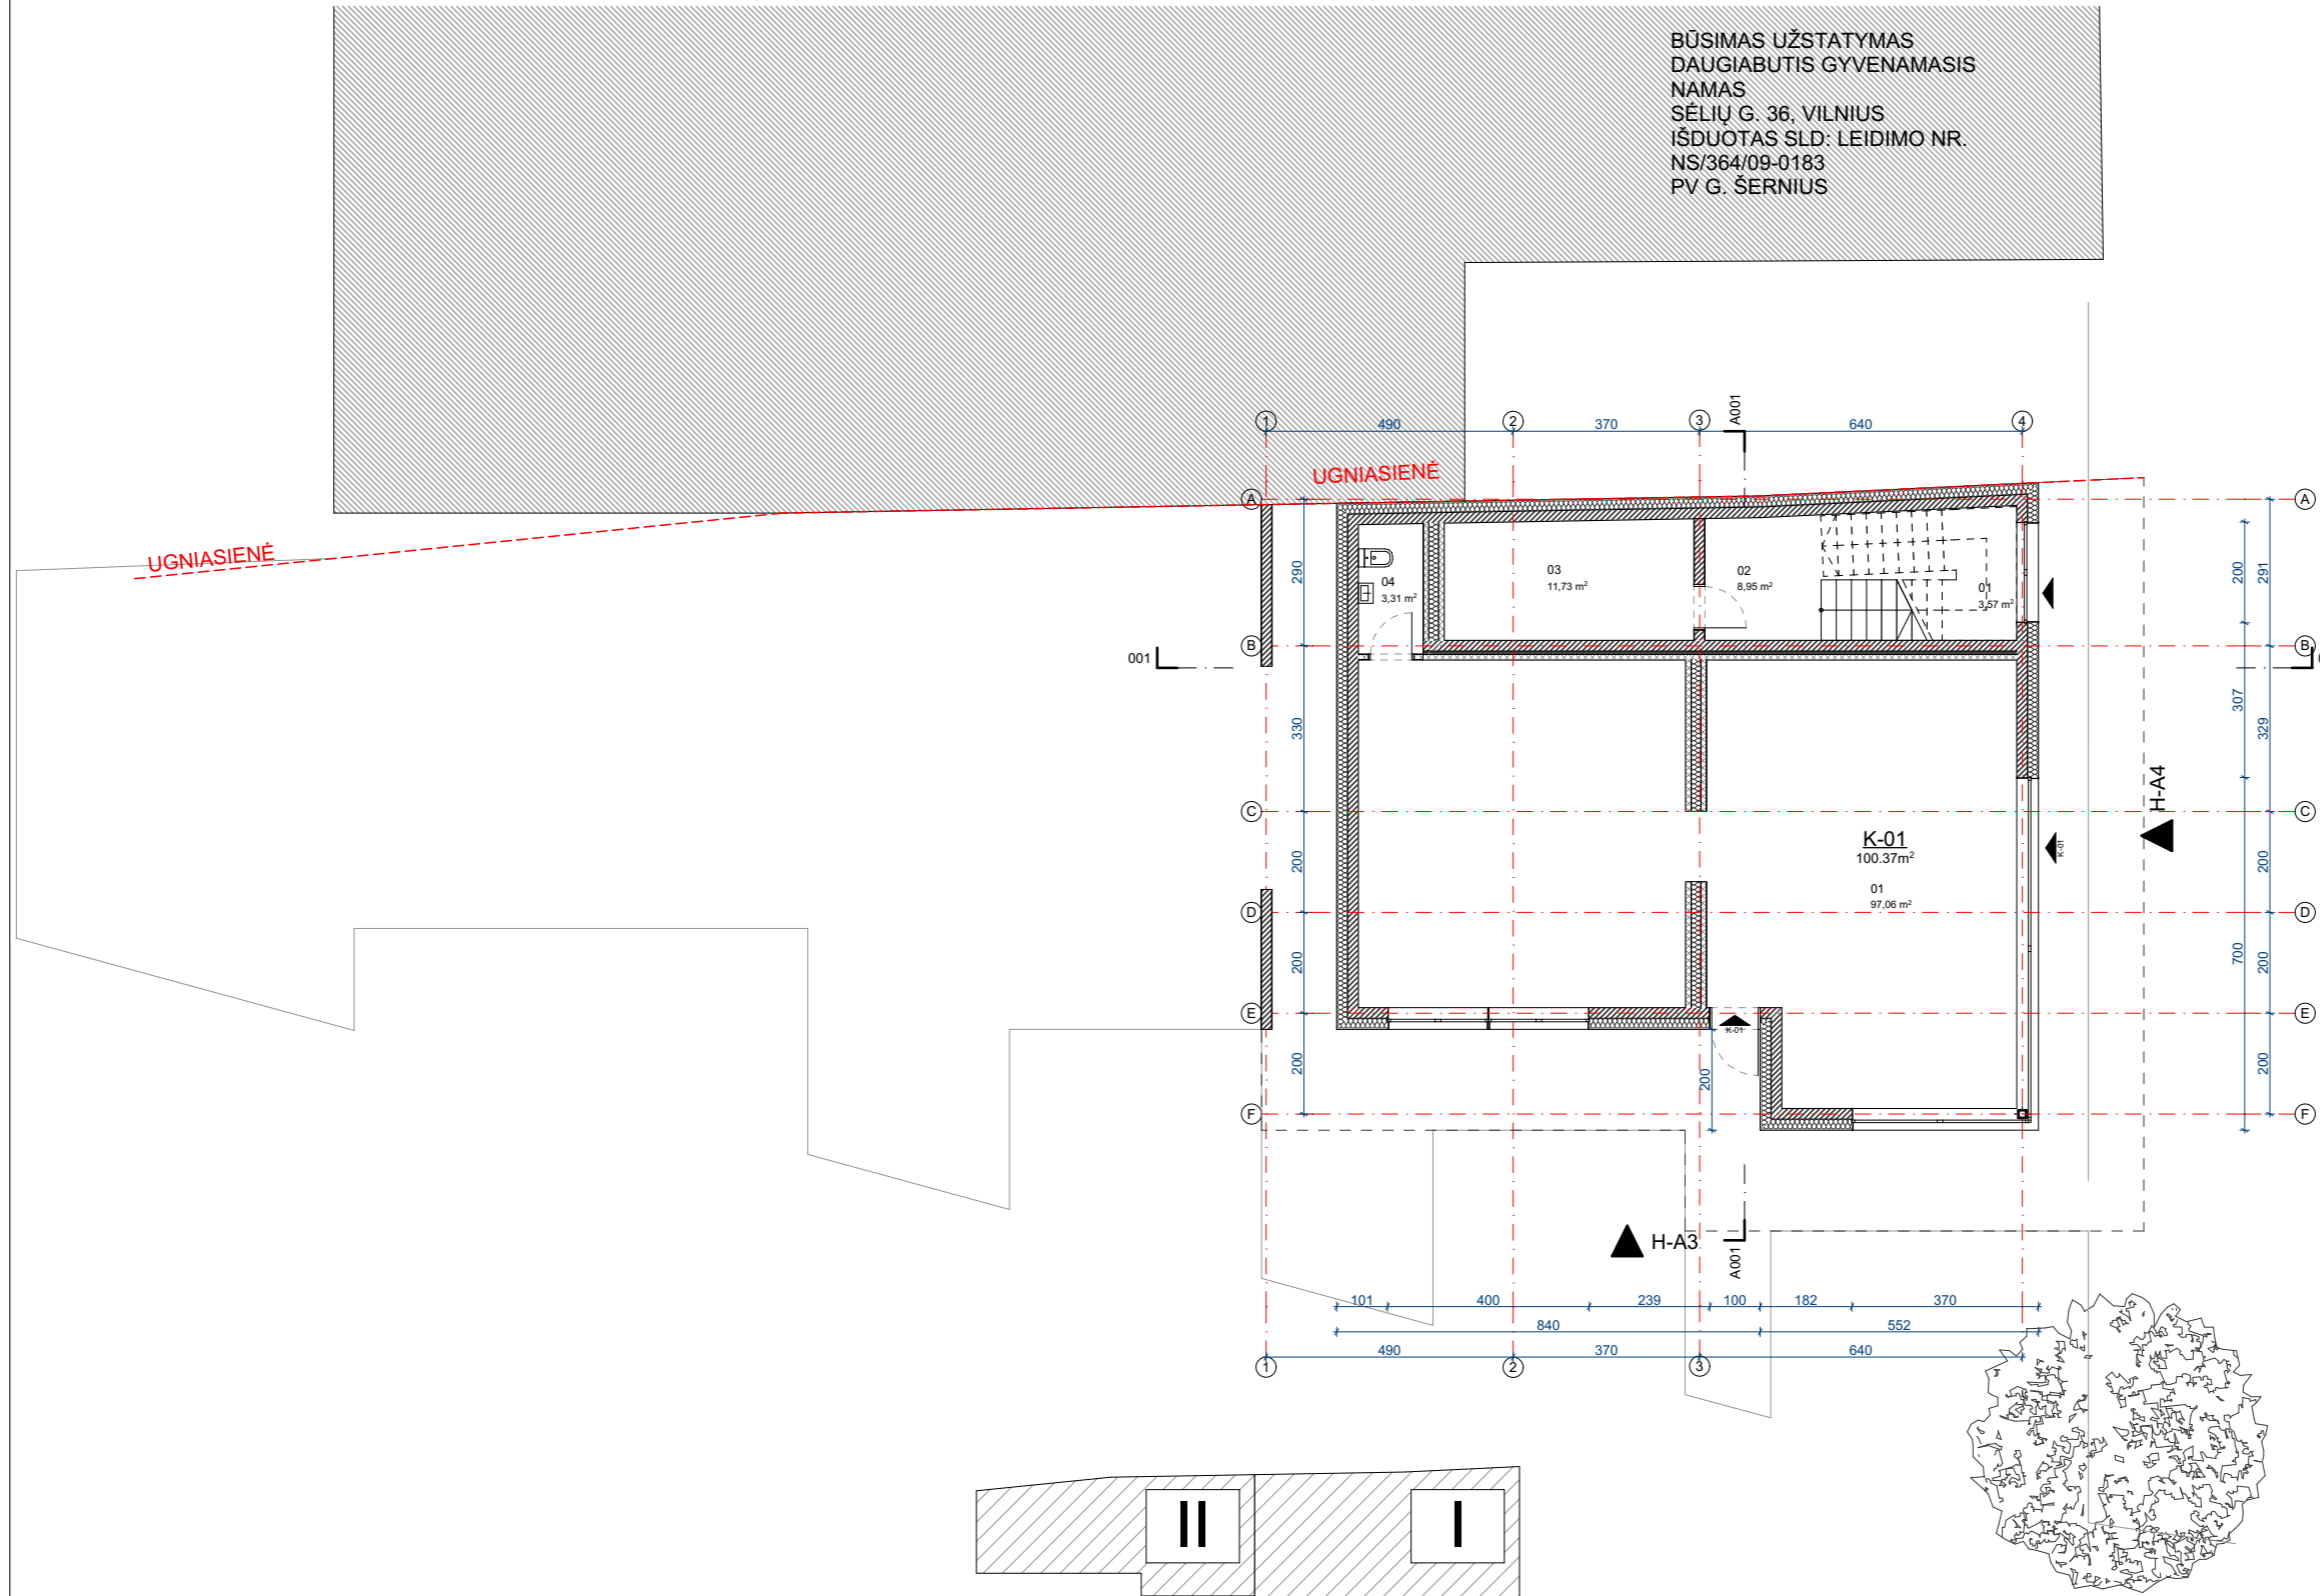 BŪSIMAS UŽSTATYMAS
DAUGIABUTIS GYVENAMASIS
NAMAS
SĖLIŲ G. 36, VILNIUS
IŠDUOTAS SLD: LEIDIMO NR.
NS/364/09-0183
PV G. ŠERNIUS
A001
1 490 2 370 3 640 4
UGNIASIENĖ
UGNIASIENĖ
A
A
290
04
3,31 m²
03
11,73 m²
02
8,95 m²
01
3,57 m²
200
291
B
B
001
330
307
329
H-A4
C
C
K-01
100.37m²
K-01
200
200
01
97,06 m²
D
D
200
700
200
E
E
K-01
200
200
200
F
F
H-A3
A001
101 400 239 100 182 370
840 552
490 370 640
1 2 3
II
I